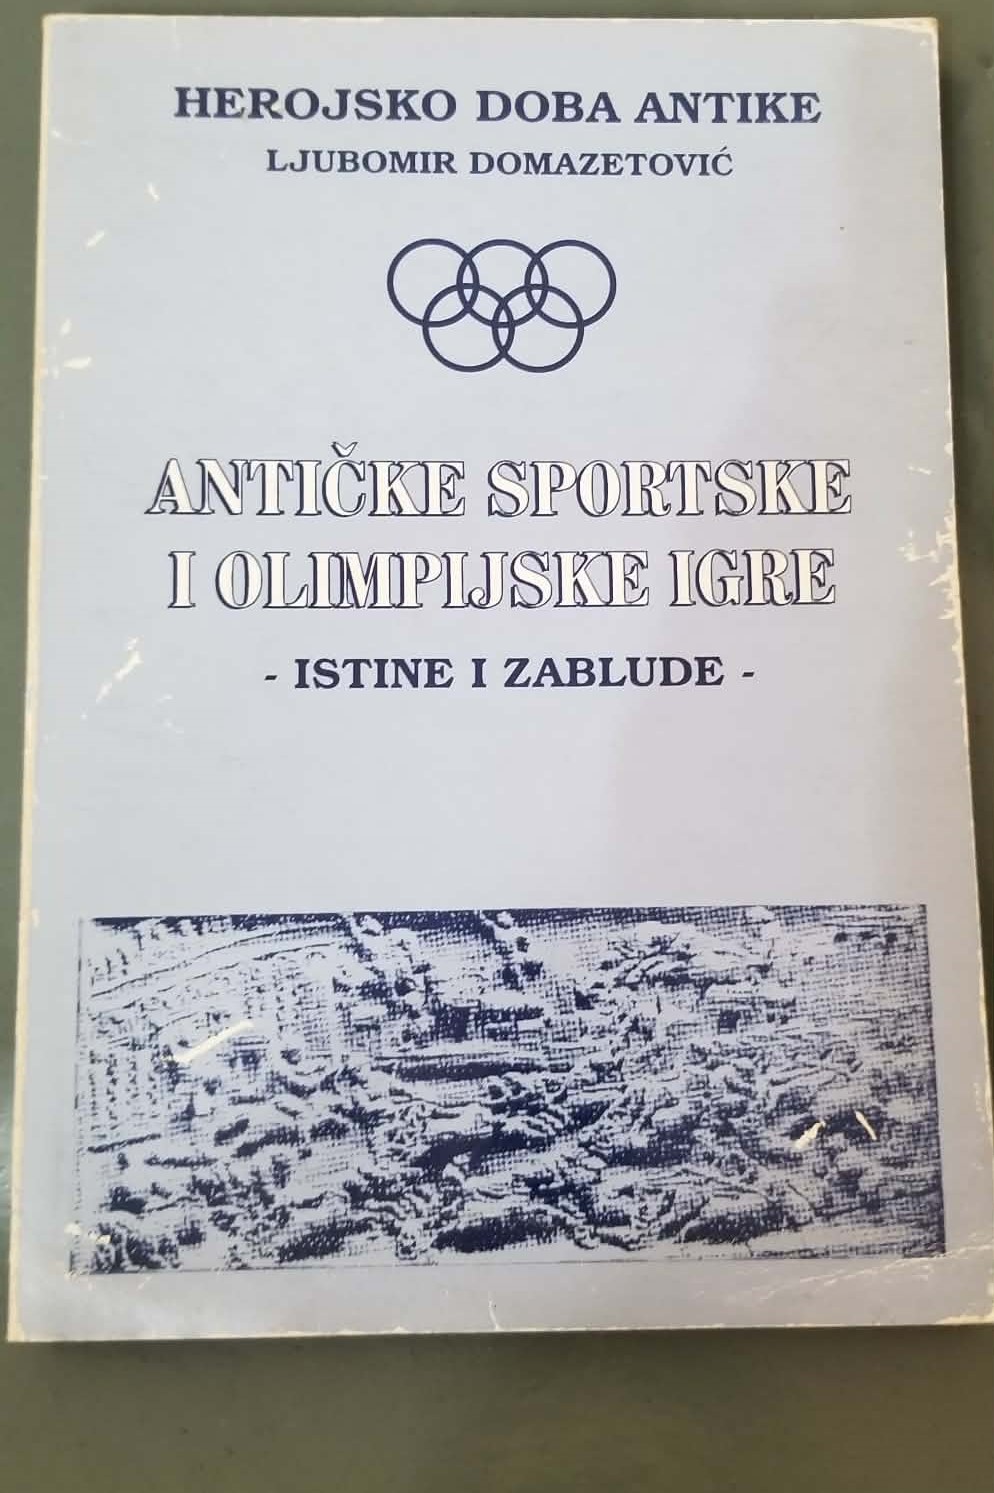 HEROJSKO DOBA ANTIKE
LJUBOMIR DOMAZETOVIĆ
ANTIČKE SPORTSKE
I OLIMPIJSKE IGRE
- ISTINE I ZABLUDE -